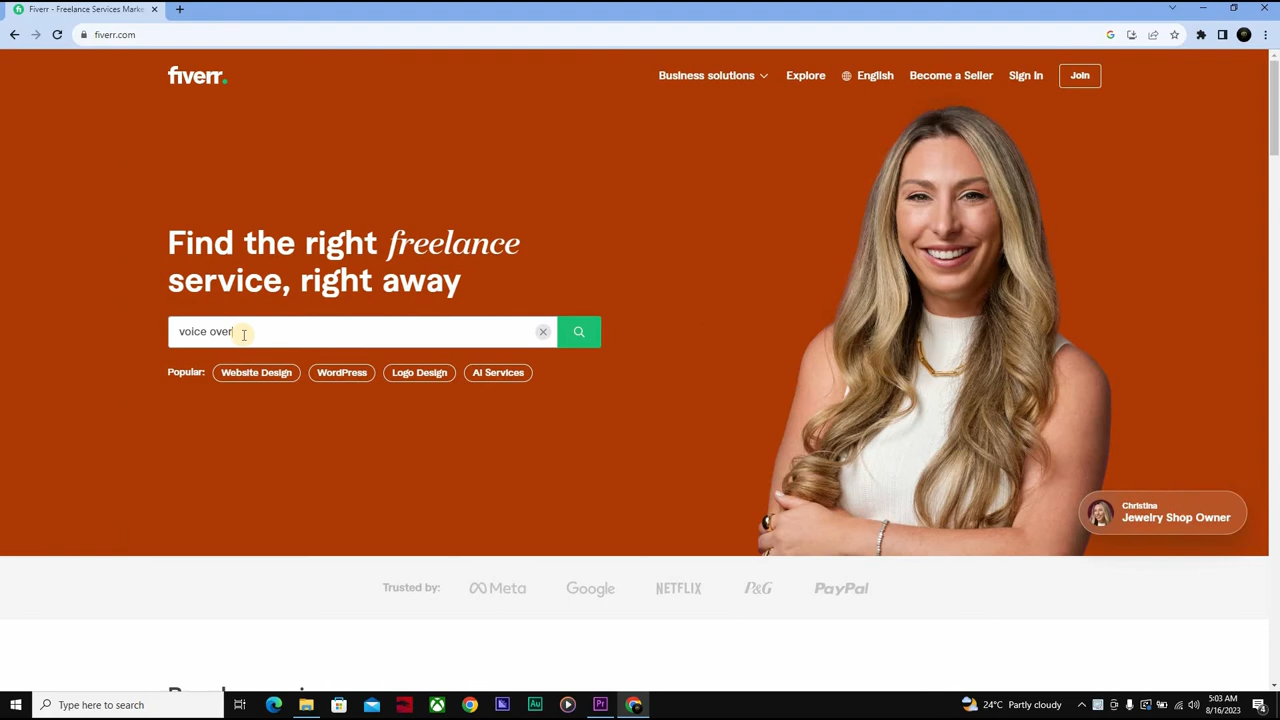 Fiverr - Freelance Services Marke
fiverr.com
fiverr.
Business solutions
Explore
English
Become a Seller
Sign In
Join
Find the right freelance
service, right away
voice over
Popular:
Website Design
WordPress
Logo Design
AI Services
Christina
Jewelry Shop Owner
Trusted by:
Meta
Google
NETFLIX
P&G
PayPal
Type here to search
Au
Pr
24°C Partly cloudy
5:03 AM
8/16/2023